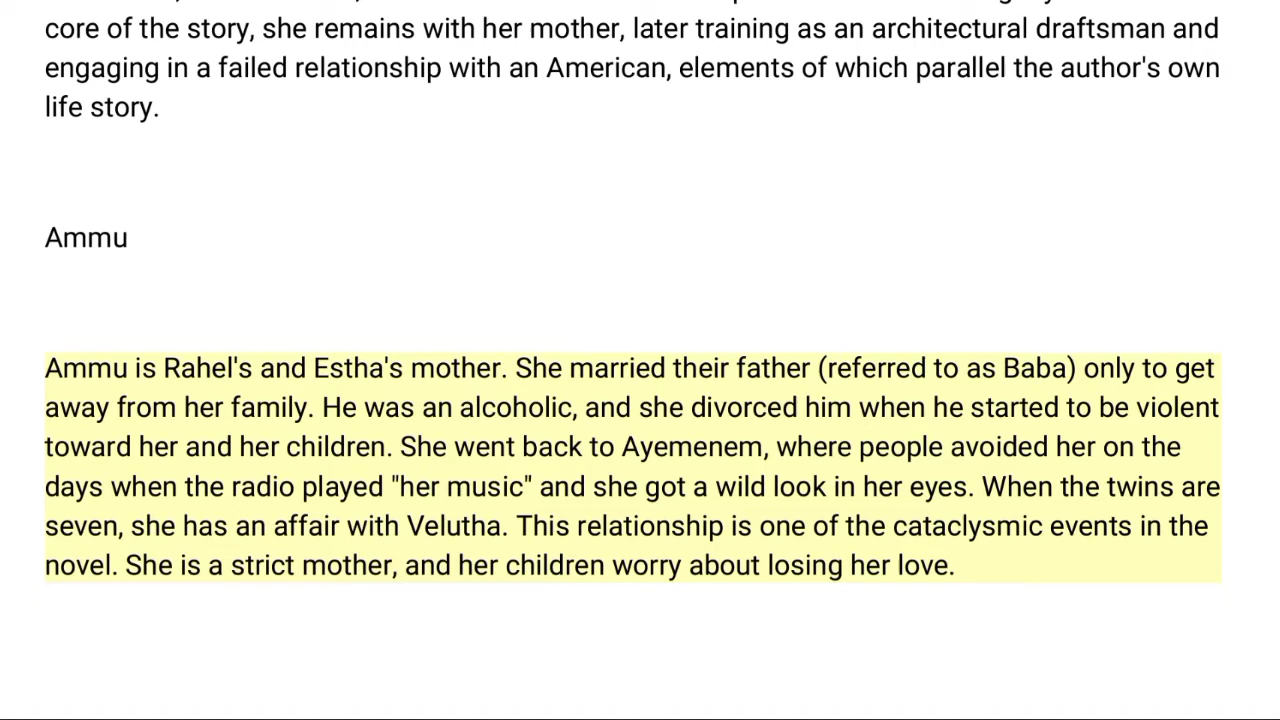 core of the story, she remains with her mother, later training as an architectural draftsman and
engaging in a failed relationship with an American, elements of which parallel the author's own
life story.
Ammu
Ammu is Rahel's and Estha's mother. She married their father (referred to as Baba) only to get
away from her family. He was an alcoholic, and she divorced him when he started to be violent
toward her and her children. She went back to Ayemenem, where people avoided her on the
days when the radio played "her music" and she got a wild look in her eyes. When the twins are
seven, she has an affair with Velutha. This relationship is one of the cataclysmic events in the
novel. She is a strict mother, and her children worry about losing her love.